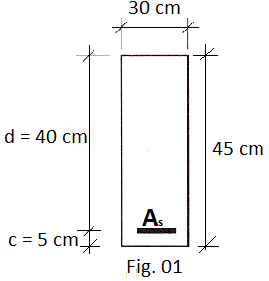 30 cm
d = 40 cm
45 cm
As
c = 5 cm
Fig. 01